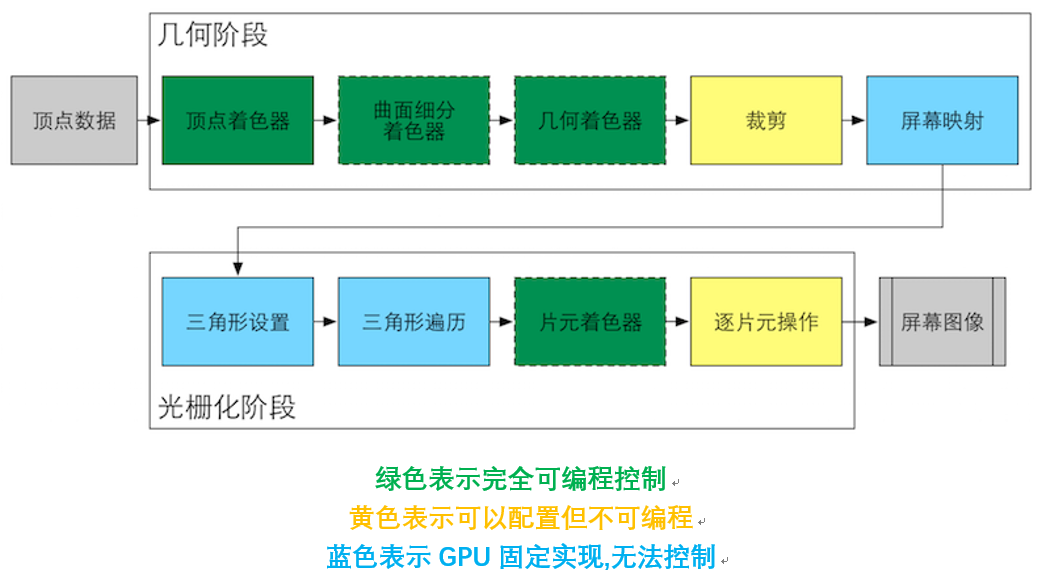 几何阶段
顶点数据
顶点着色器
曲面细分
着色器
几何着色器
裁剪
屏幕映射
三角形设置
三角形遍历
片元着色器
逐片元操作
屏幕图像
光栅化阶段
绿色表示完全可编程控制
黄色表示可以配置但不可编程
蓝色表示 GPU 固定实现,无法控制